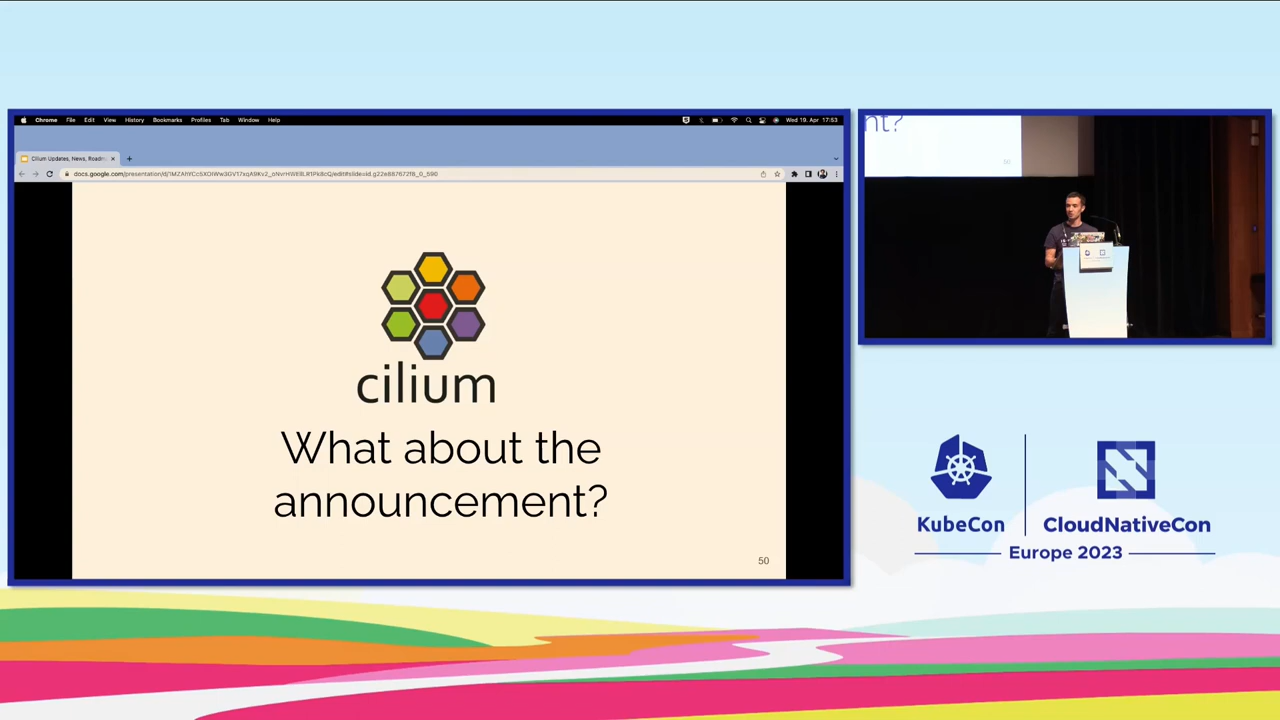 Chrome File Edit View History Bookmarks Profiles Tab Window Help
Wed 19. Apr 17:53
Cilium Updates, News, Roadm
cilium
What about the
announcement?
50
nt?
KubeCon
CloudNativeCon
Europe 2023